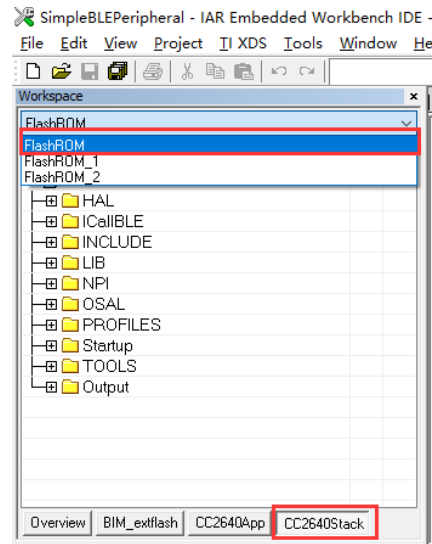 SimpleBLEPeripheral - IAR Embedded Workbench IDE -
File Edit View Project TI XDS Tools Window He
Workspace
FlashROM
FlashROM
FlashROM_1
FlashROM_2
HAL
ICallBLE
INCLUDE
LIB
NPI
OSAL
PROFILES
Startup
TOOLS
Output
Overview BIM_extflash CC2640App CC2640Stack